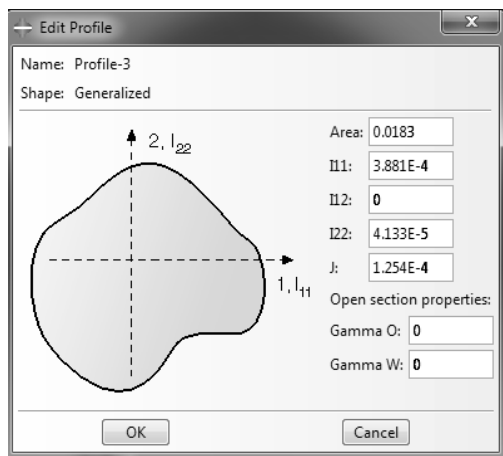 Edit Profile
x
Name: Profile-3
Shape: Generalized
2, I22
1, I11
Area: 0.0183
I11: 3.881E-4
I12: 0
I22: 4.133E-5
J: 1.254E-4
Open section properties:
Gamma O: 0
Gamma W: 0
OK
Cancel